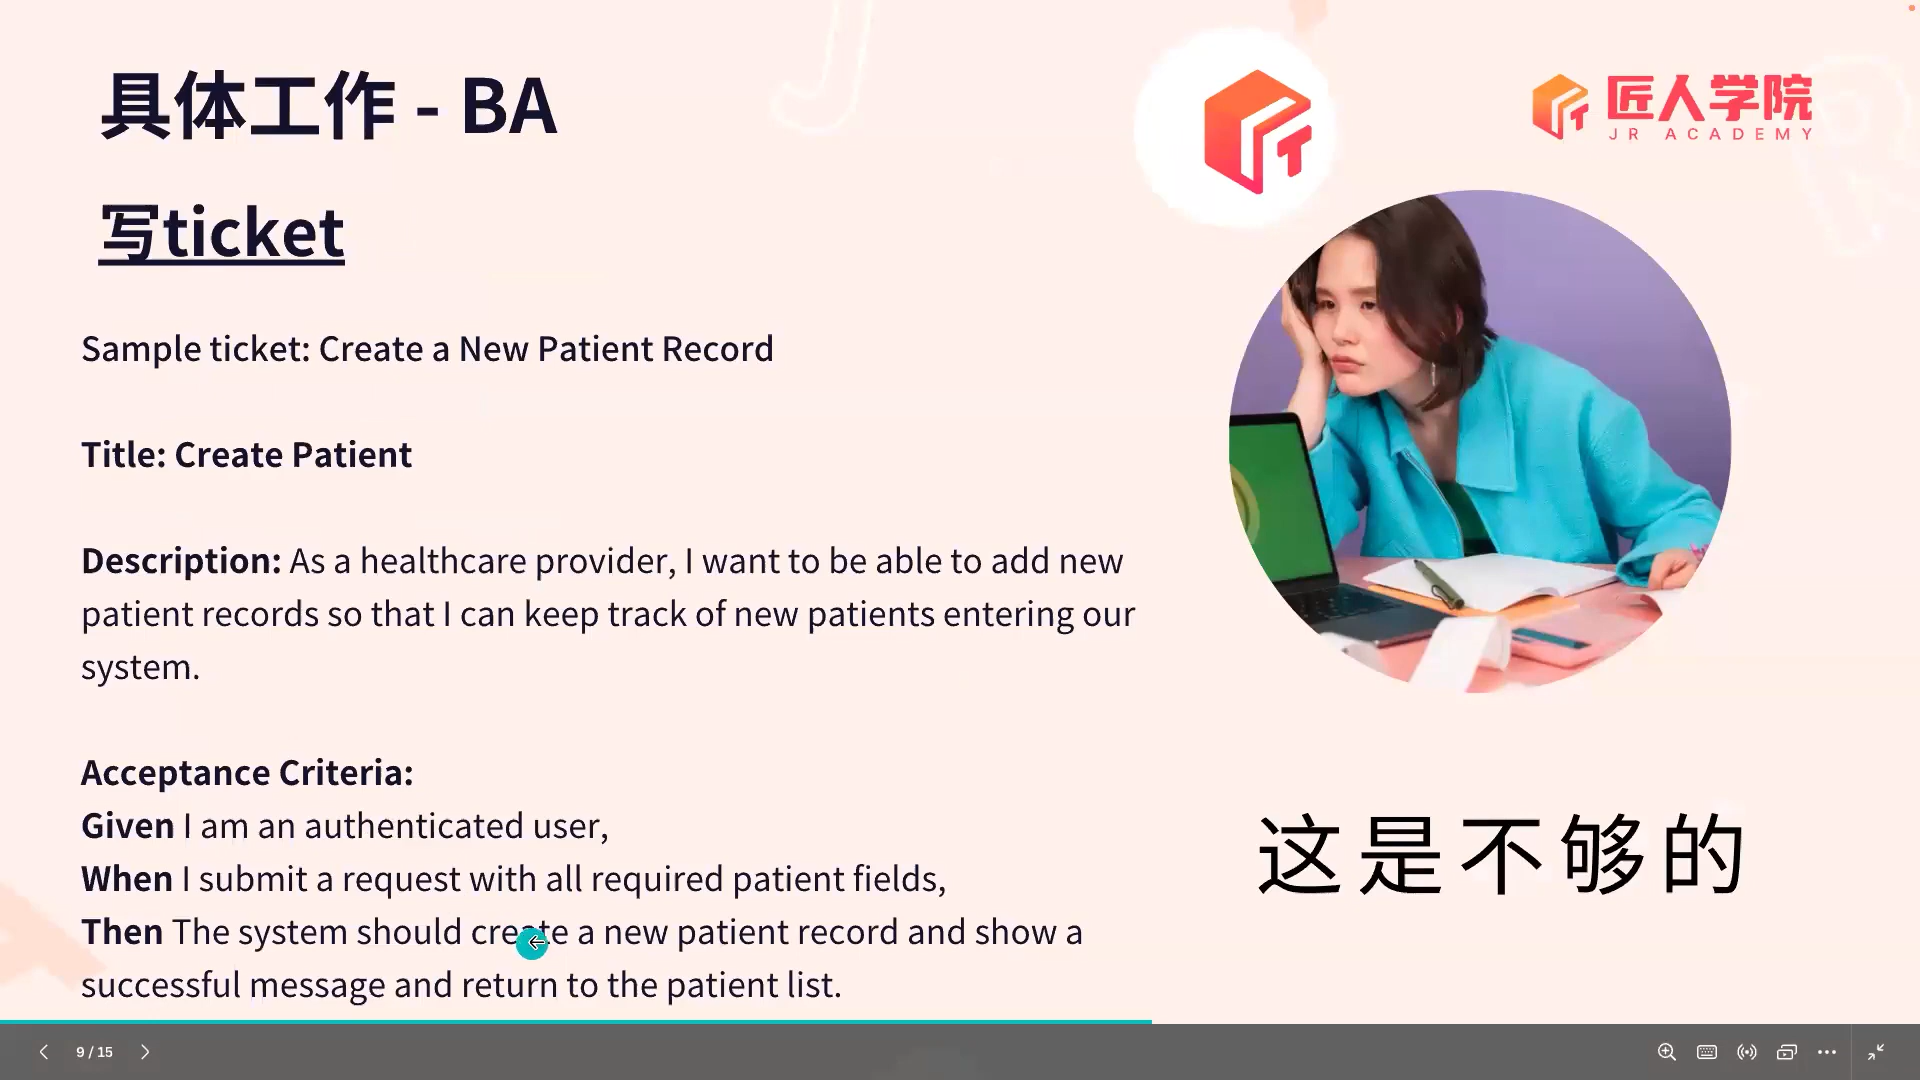 具体工作 - BA
匠人学院
JR ACADEMY
写ticket
Sample ticket: Create a New Patient Record
Title: Create Patient
Description: As a healthcare provider, I want to be able to add new
patient records so that I can keep track of new patients entering our
system.
Acceptance Criteria:
Given I am an authenticated user,
When I submit a request with all required patient fields,
Then The system should create a new patient record and show a
successful message and return to the patient list.
这是不够的
9 / 15